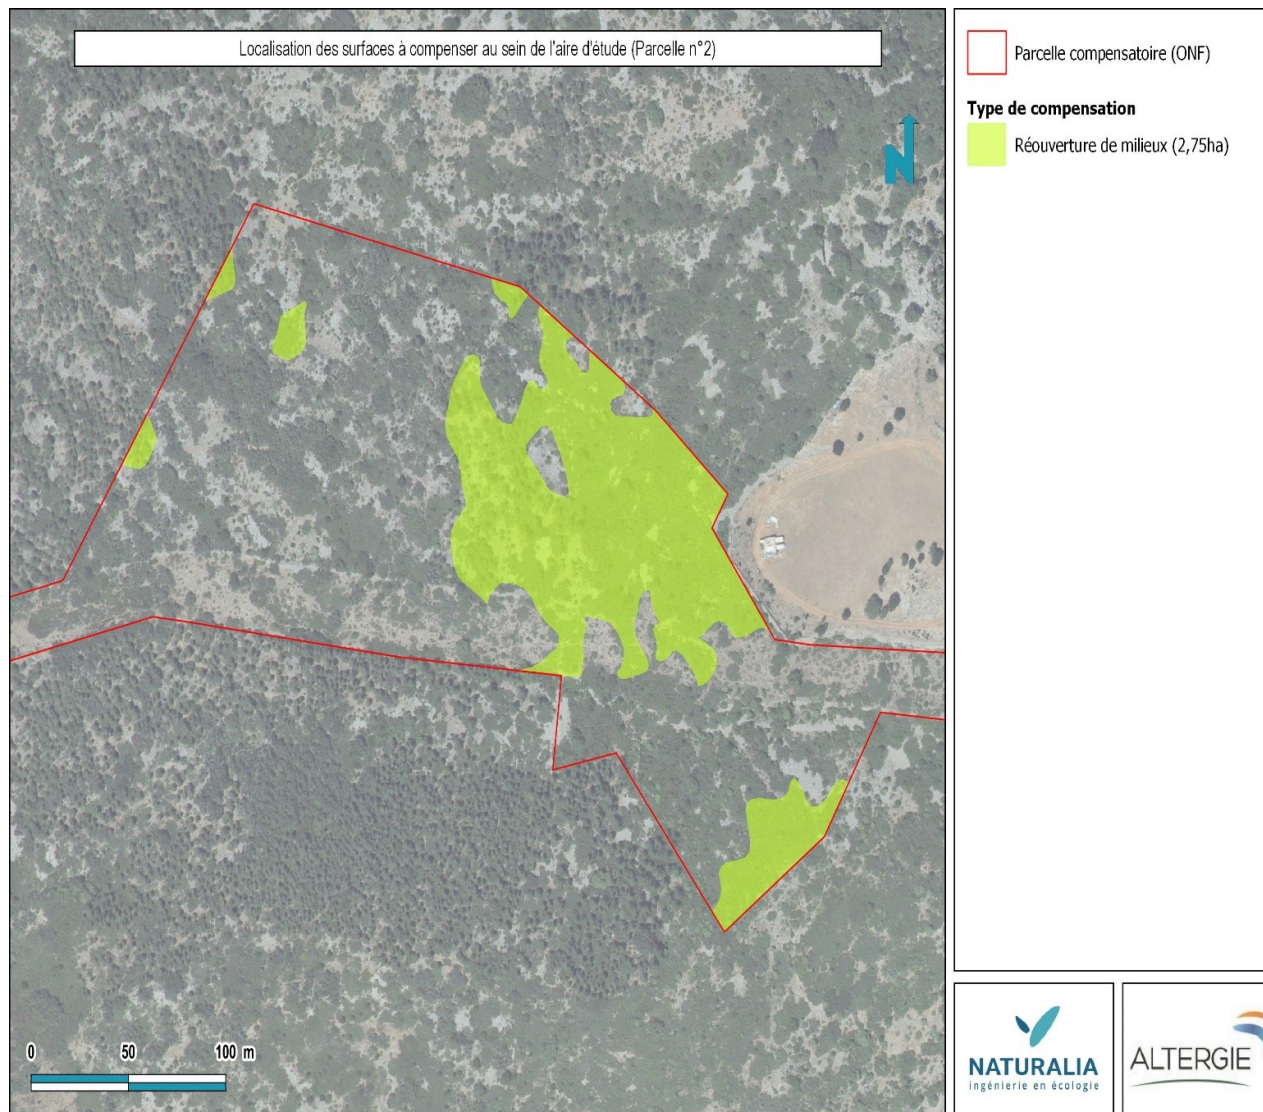 Localisation des surfaces à compenser au sein de l'aire d'étude (Parcelle n°2)
Parcelle compensatoire (ONF)
Type de compensation
Réouverture de milieux (2,75ha)
N
0 50 100 m
NATURALIA
ingénierie en écologie
ALTERGIE